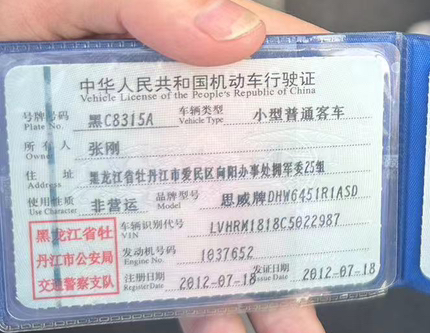 中华人民共和国机动车行驶证
Vehicle License of the People's Republic of China
号牌号码 黑C8315A 车辆类型 小型普通客车
Plate No. Vehicle Type
所有人 张刚
Owner
住址 黑龙江省牡丹江市爱民区向阳办事处拥军委25组
Address
使用性质 非营运 品牌型号 思威牌DHW6451R1ASD
Use Character Model
车辆识别代号 LVHRM1818C5022987
VIN
发动机号码 1037652
Engine No.
注册日期 2012-07-18 发证日期 2012-07-18
Register Date Issue Date
黑龙江省牡
丹江市公安局
交通警察支队